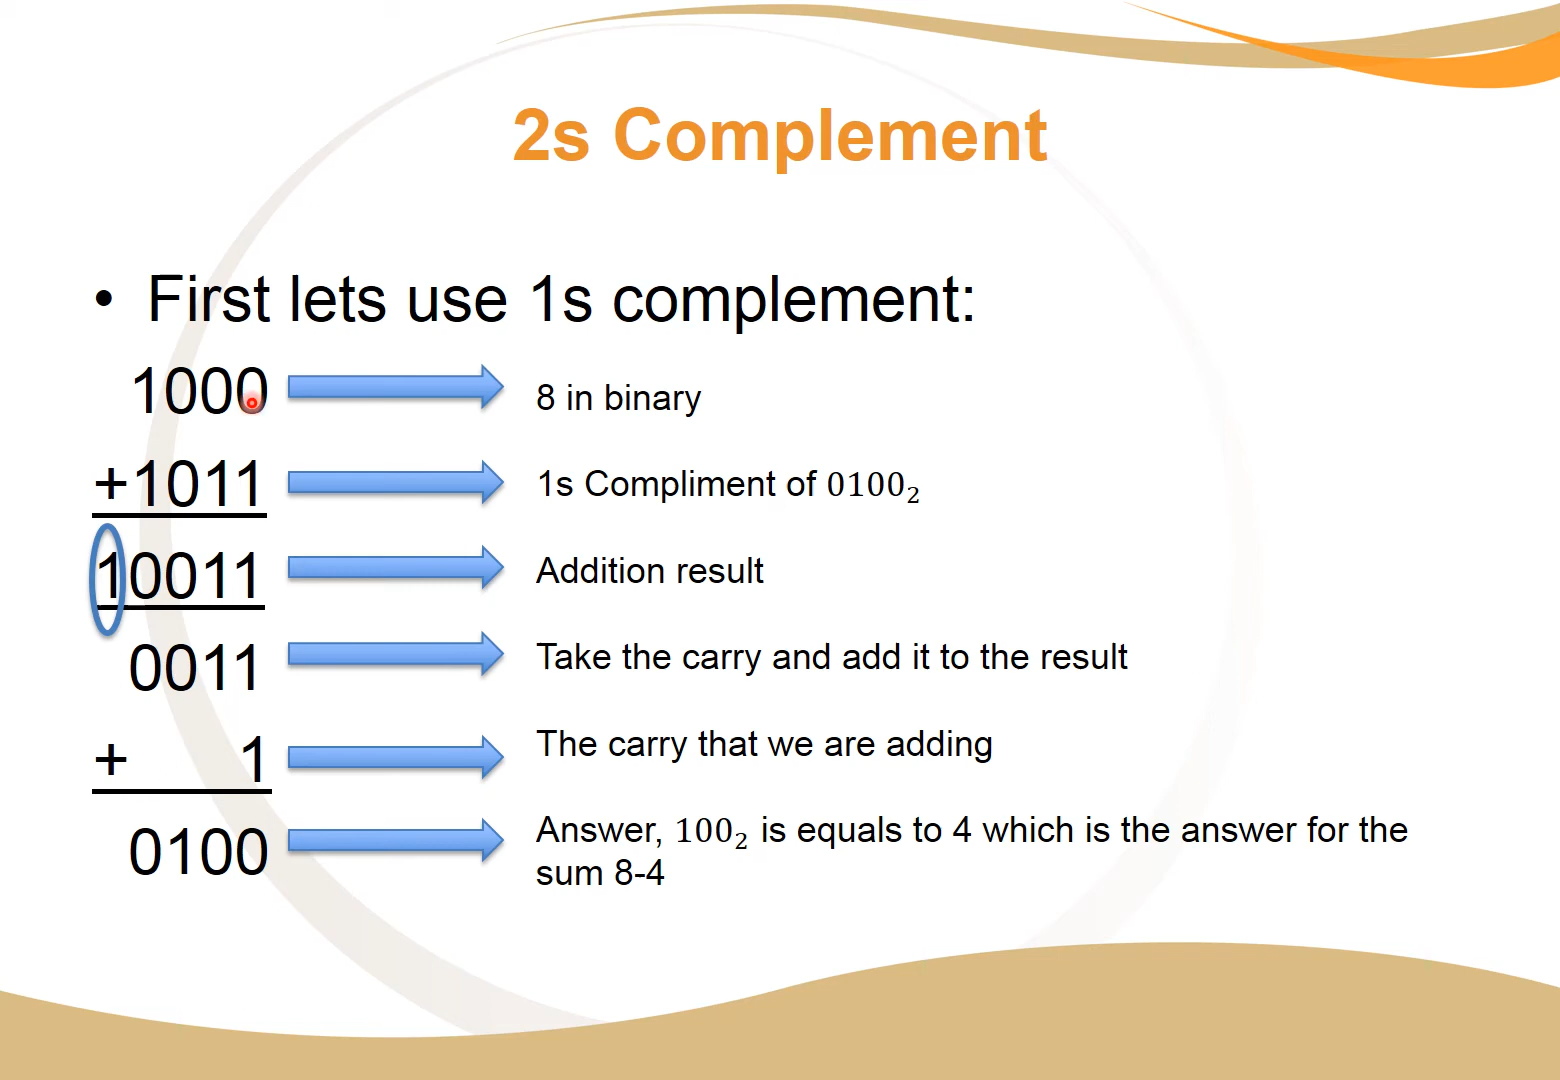 2s Complement
• First lets use 1s complement:
1000 8 in binary
+1011 1s Compliment of 0100₂
10011 Addition result
0011 Take the carry and add it to the result
+ 1 The carry that we are adding
0100 Answer, 100₂ is equals to 4 which is the answer for the
sum 8-4